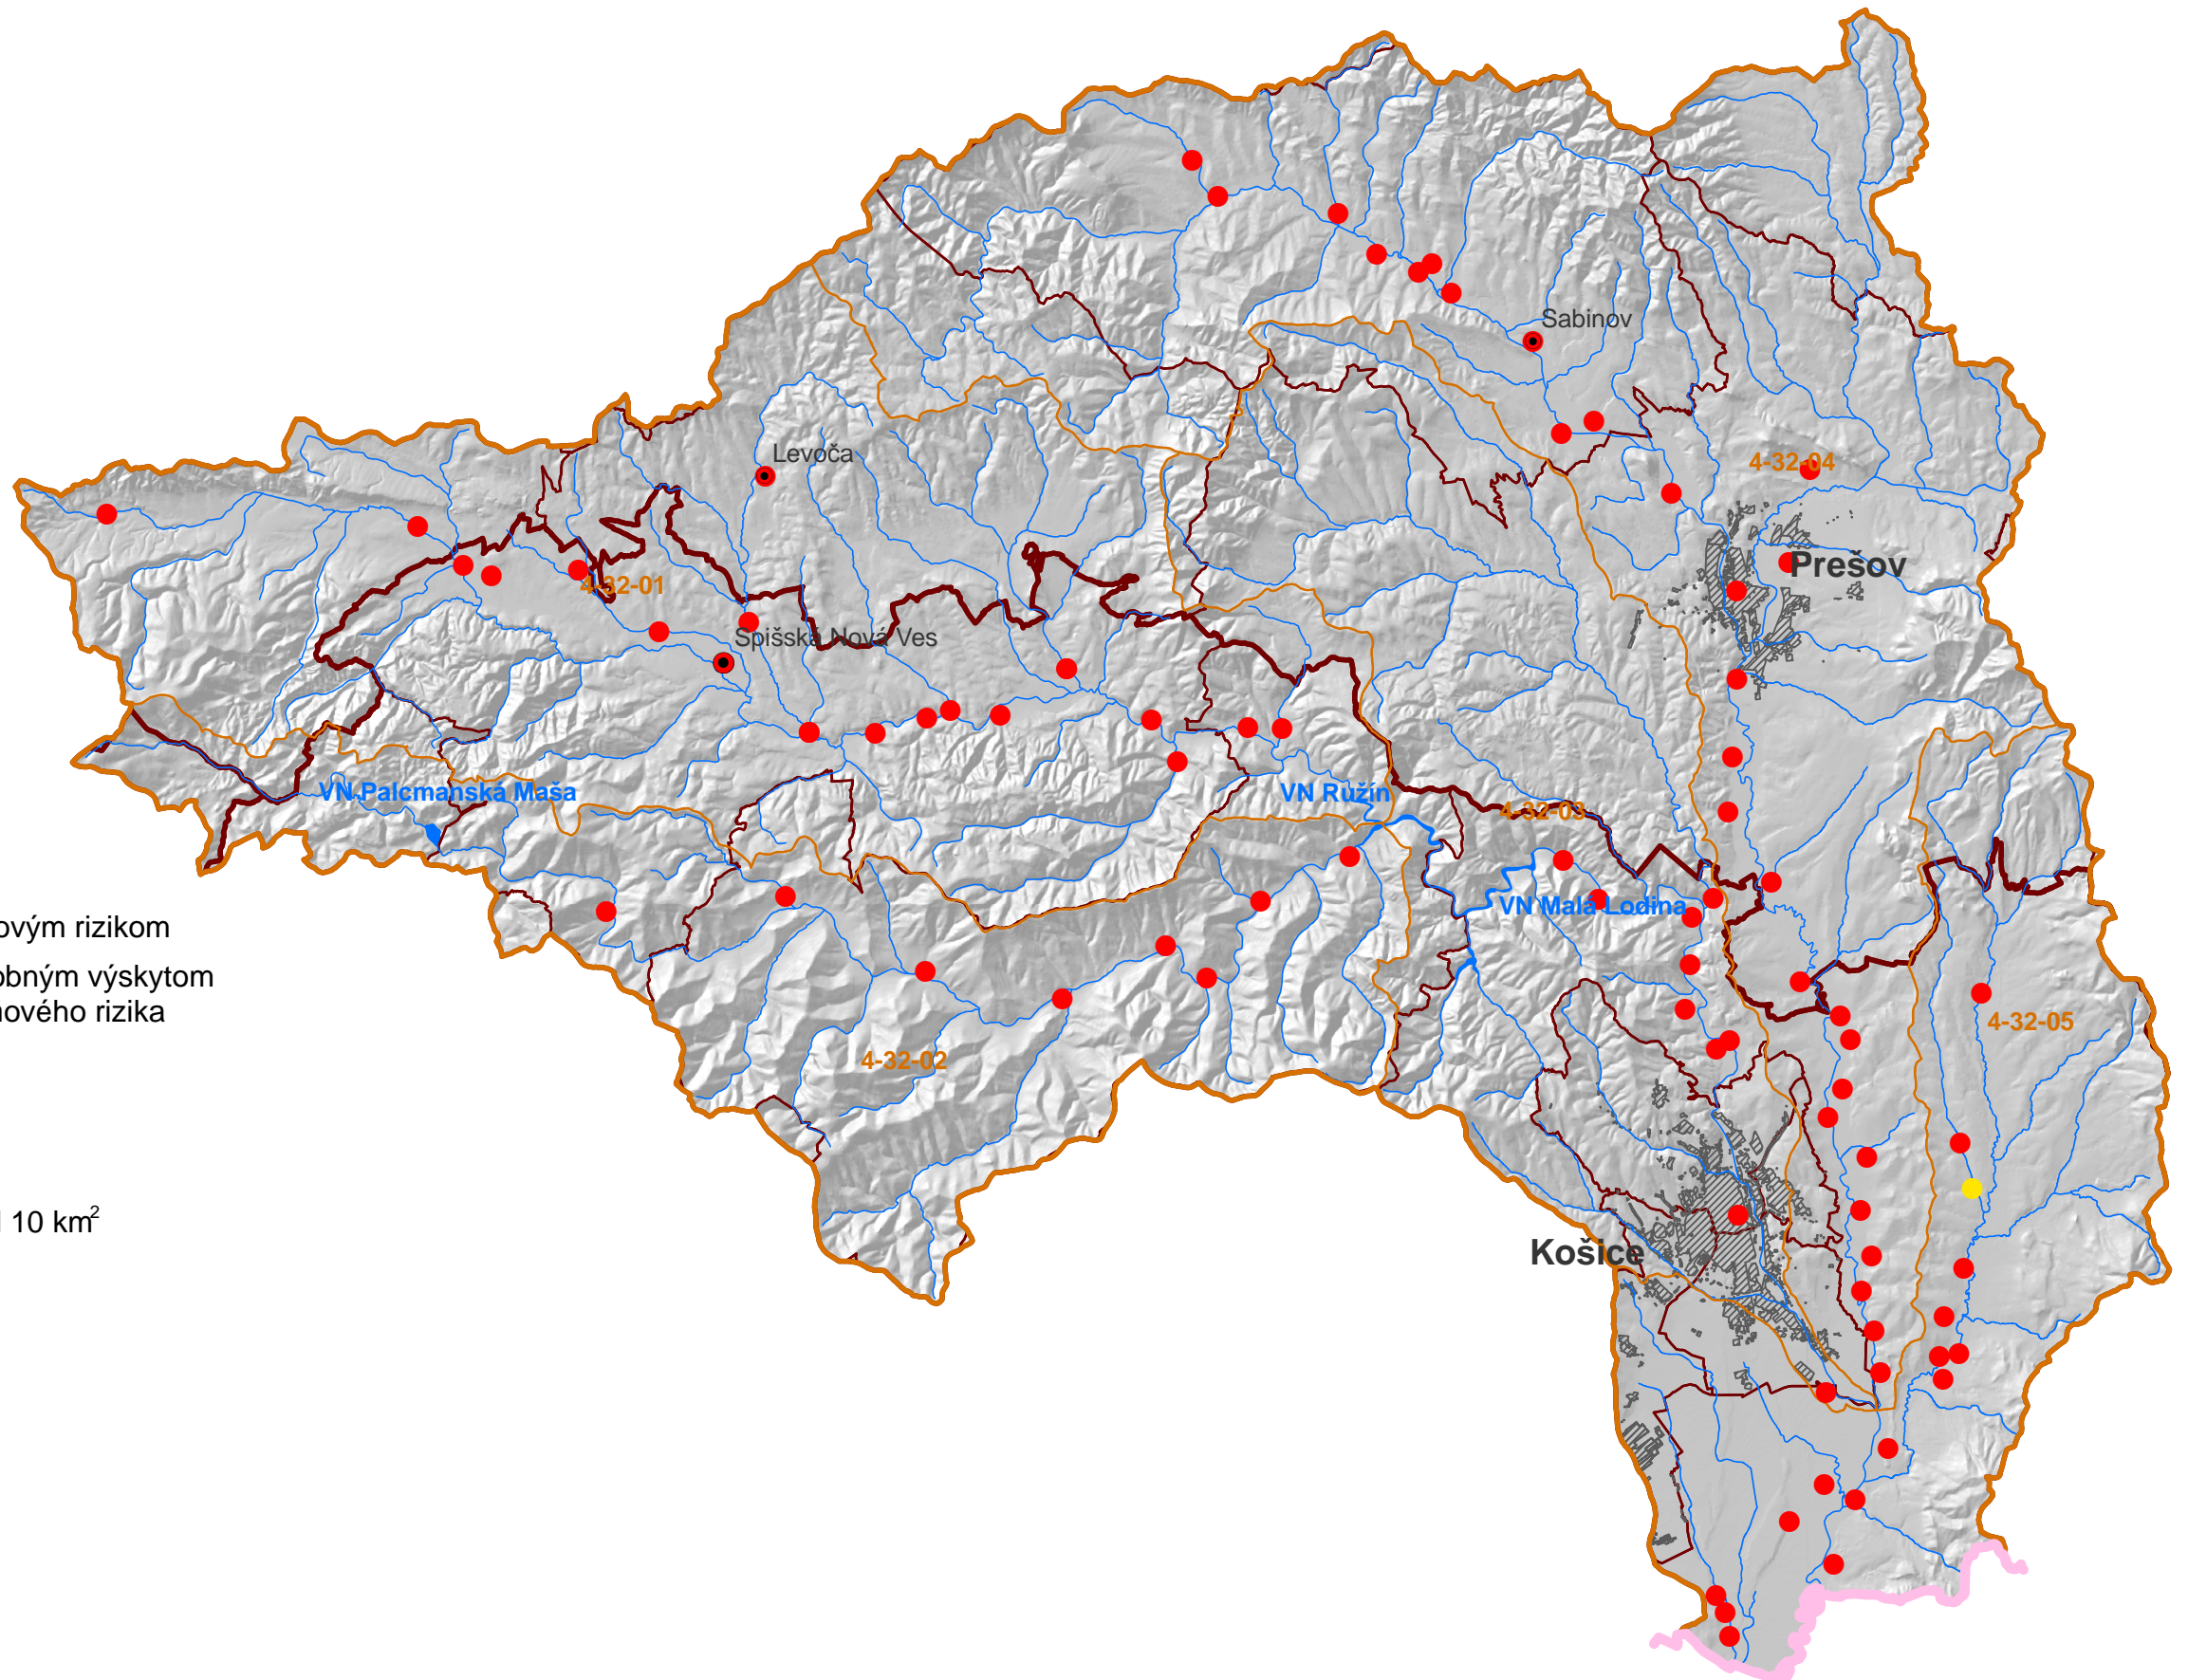 Sabinov
Levoča
4-32-04
Prešov
4-32-01
Spišská Nová Ves
VN Palcmanská Maša
VN Ružín
4-32-03
VN Malá Lodina
ovým rizikom
obným výskytom
nového rizika
4-32-05
4-32-02
10 km²
Košice